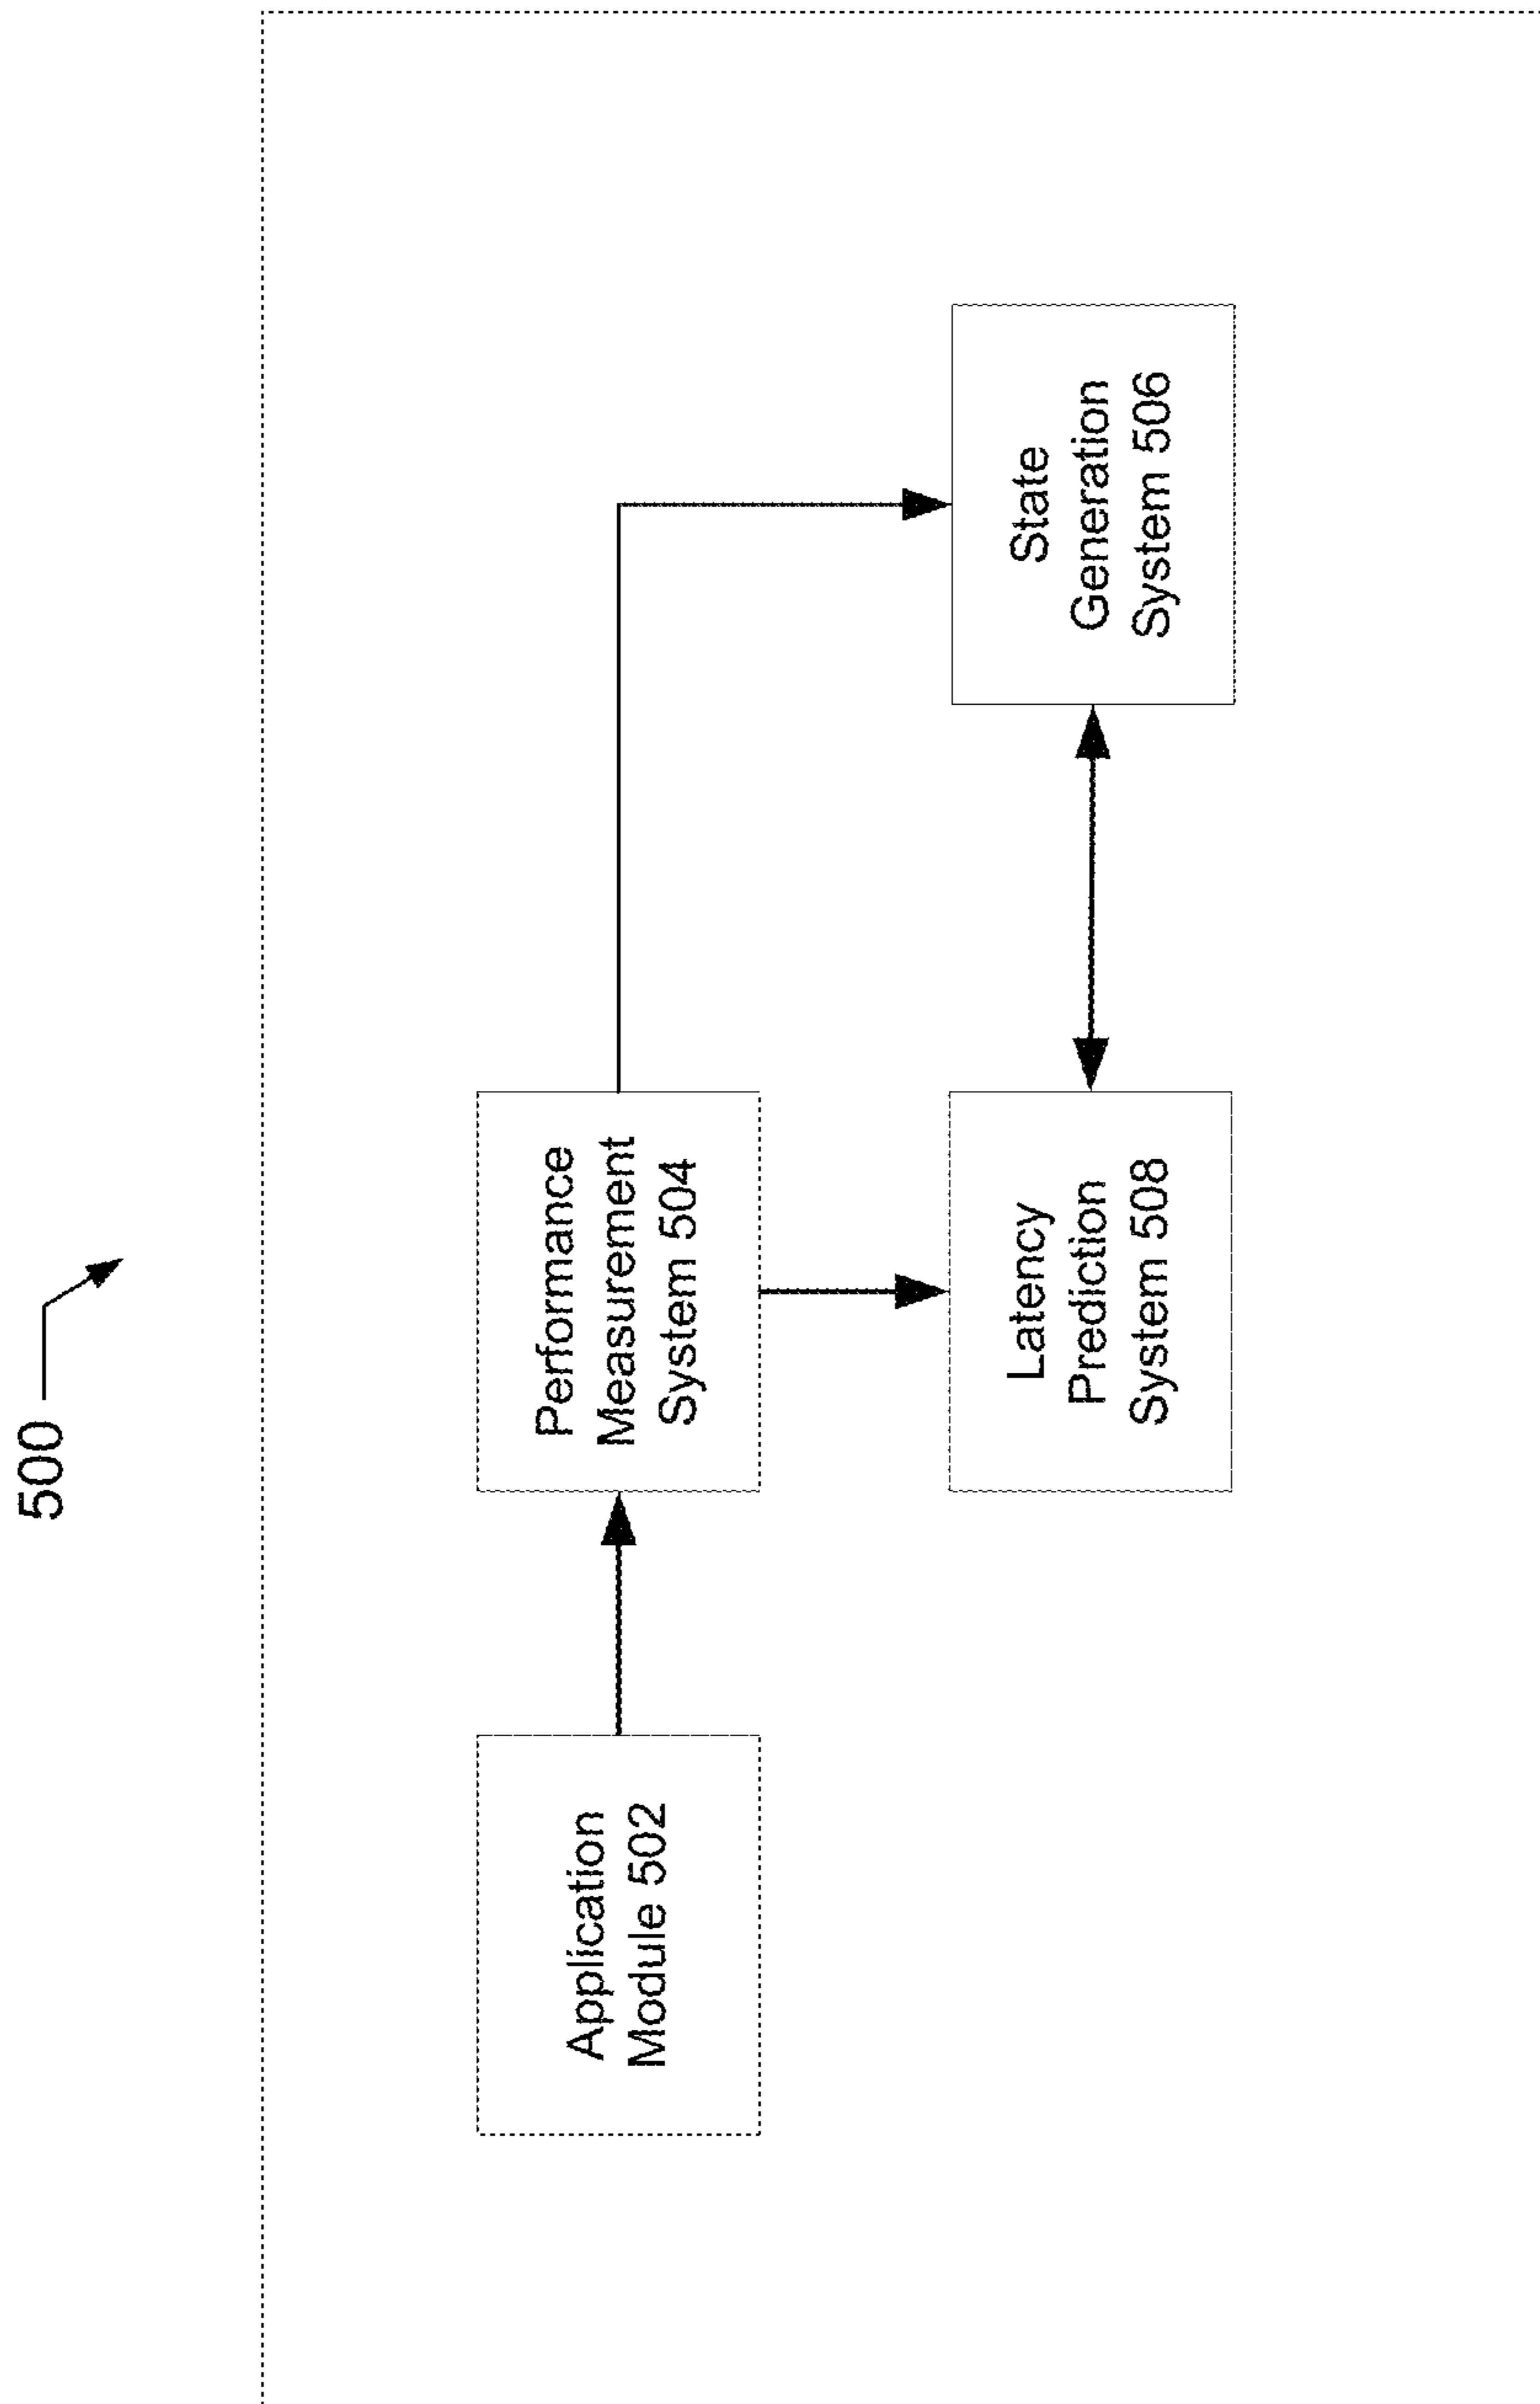 500
Application
Module 502
Performance
Measurement
System 504
Latency
Prediction
System 508
State
Generation
System 506